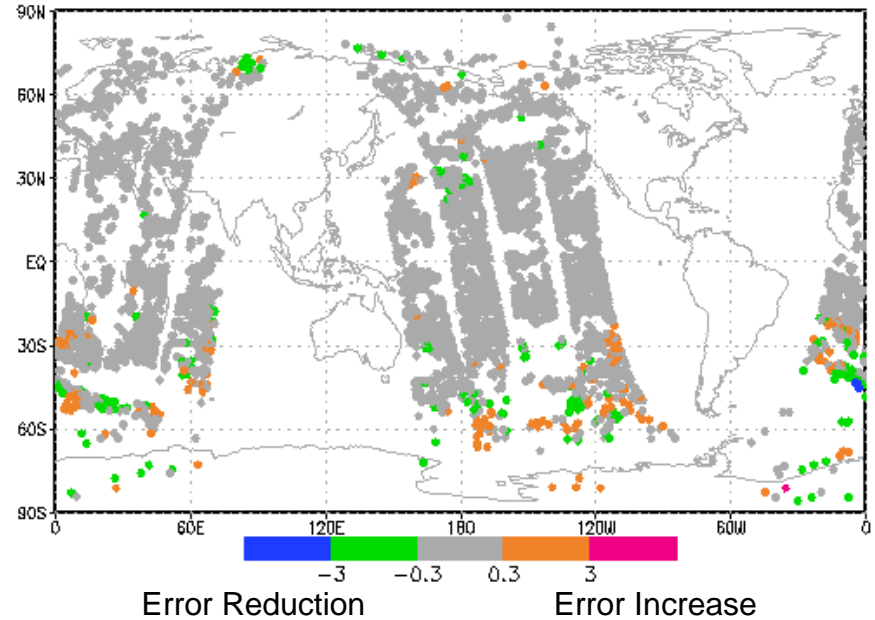 90N
60N
30N
EQ
30S
60S
90S
0 60E 120E 180 120W 60W 0
-3 -0.3 0.3 3
Error Reduction Error Increase